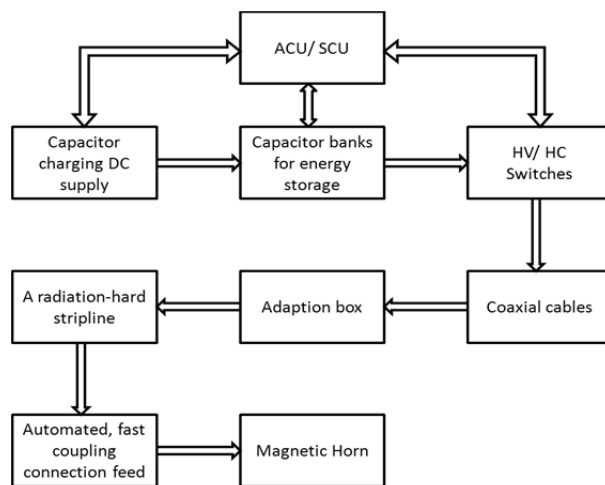 ACU/ SCU
Capacitor
charging DC
supply
Capacitor banks
for energy
storage
HV/ HC
Switches
A radiation-hard
stripline
Adaption box
Coaxial cables
Automated, fast
coupling
connection feed
Magnetic Horn